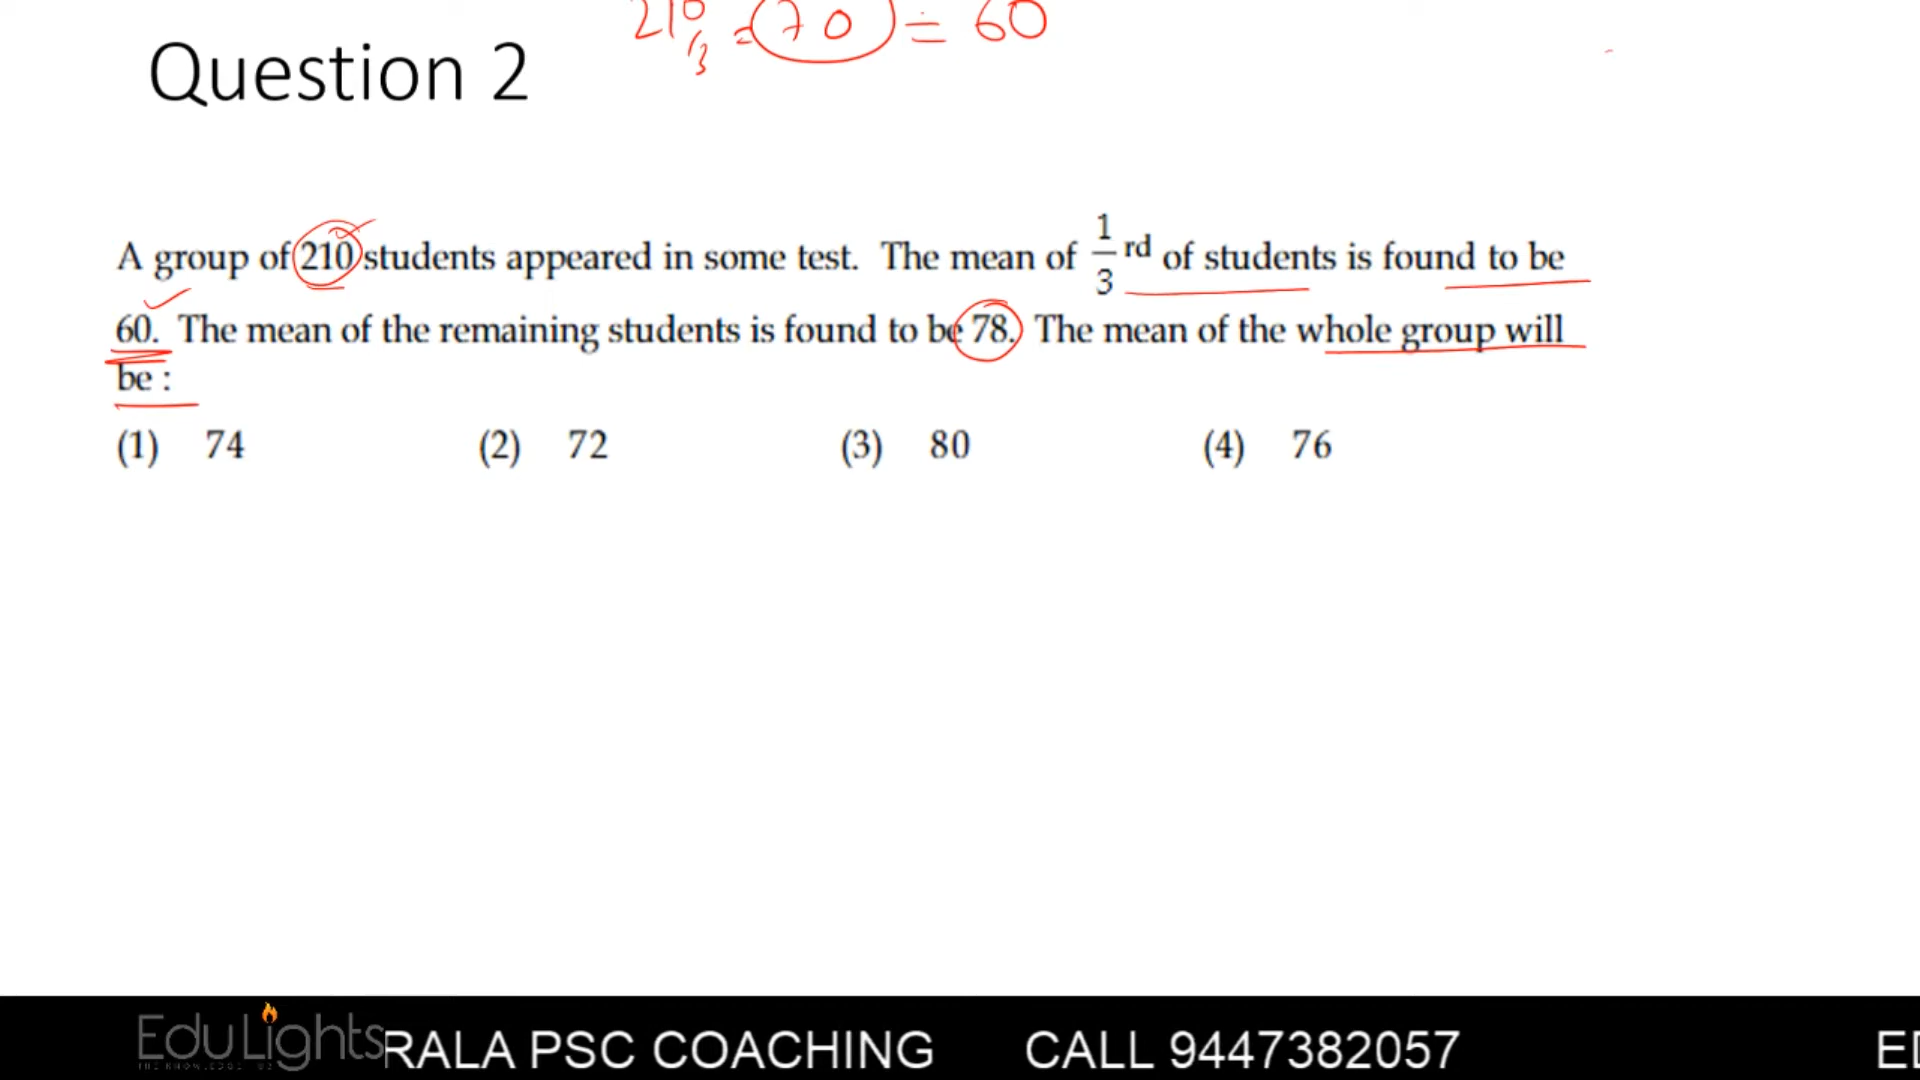 210/3 = 70 = 60
Question 2
A group of 210 students appeared in some test. The mean of 1/3 rd of students is found to be
60. The mean of the remaining students is found to be 78. The mean of the whole group will
be :
(1) 74 (2) 72 (3) 80 (4) 76
EduLights RALA PSC COACHING CALL 9447382057 ED